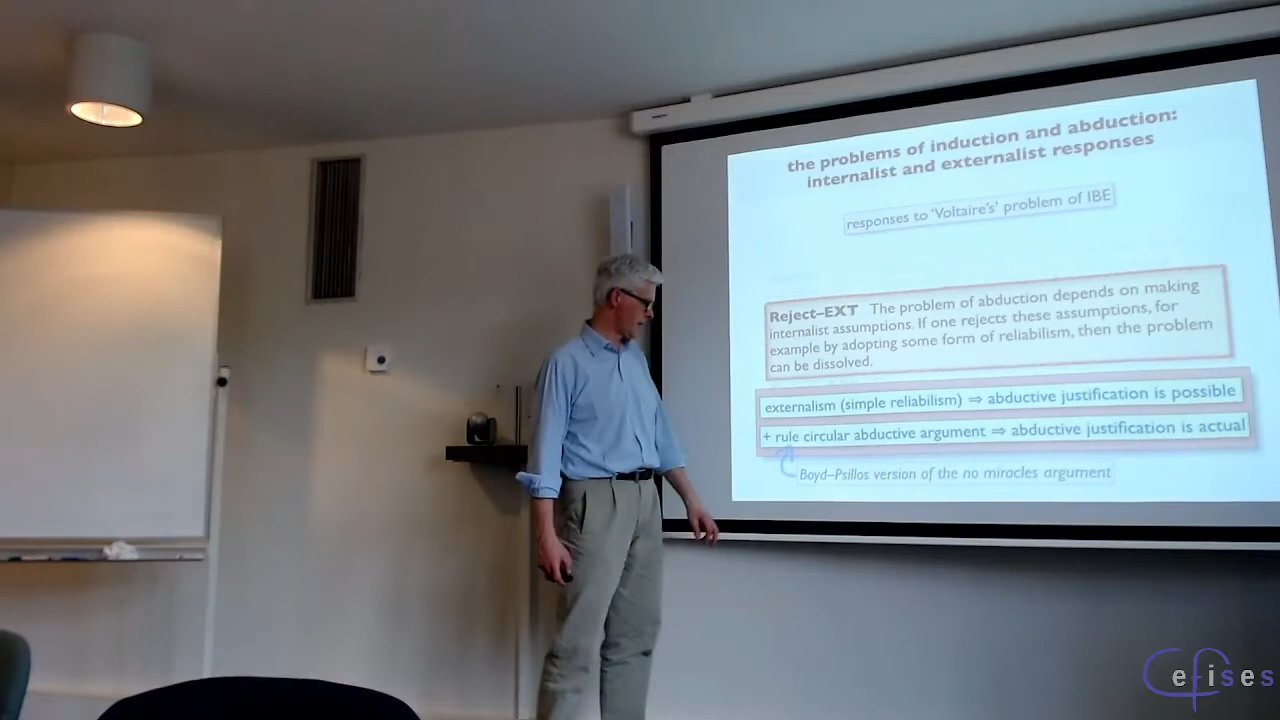 the problems of induction and abduction:
internalist and externalist responses
responses to 'Voltaire's' problem of IBE
Reject–EXT The problem of abduction depends on making
internalist assumptions. If one rejects these assumptions, for
example by adopting some form of reliabilism, then the problem
can be dissolved.
externalism (simple reliabilism) ⇒ abductive justification is possible
+ rule circular abductive argument ⇒ abductive justification is actual
Boyd–Psillos version of the no miracles argument
Cefises